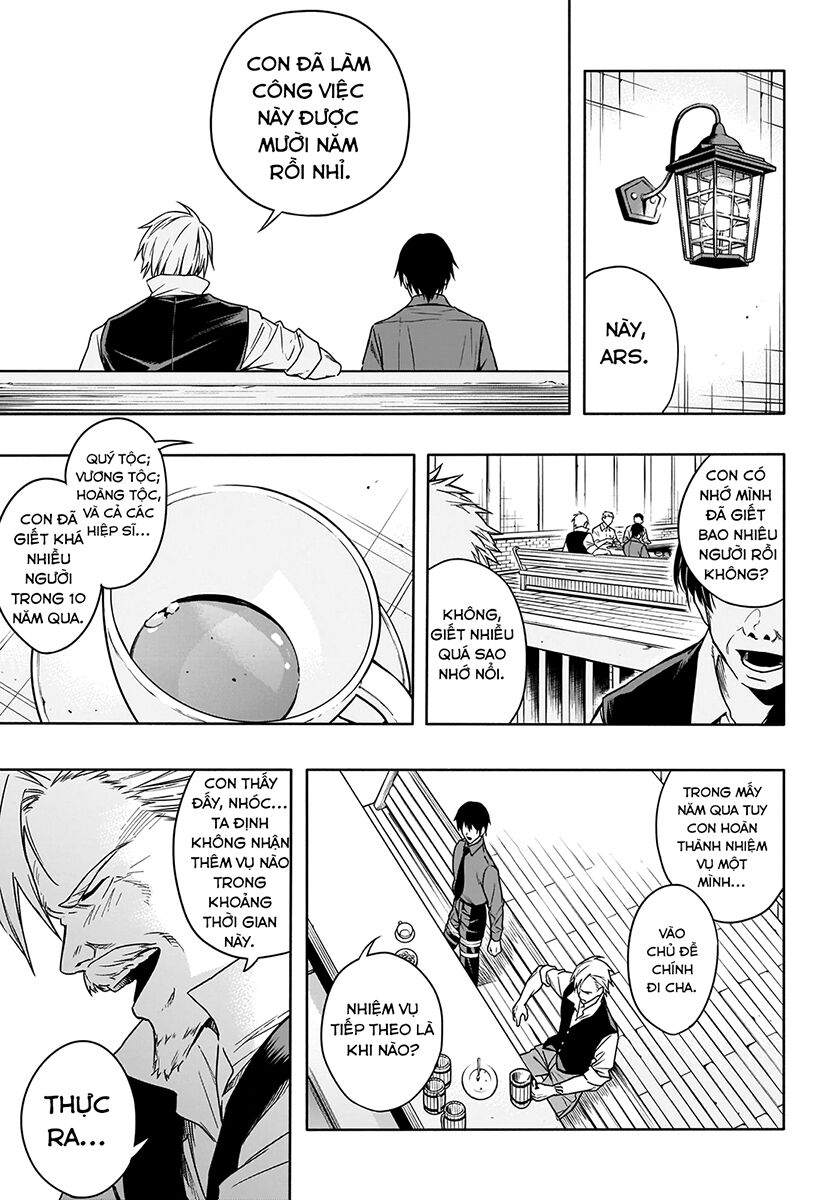 NÀY,
ARS.
CON ĐÃ LÀM
CÔNG VIỆC
NÀY ĐƯỢC
MƯỜI NĂM
RỒI NHỈ.
CON CÓ
NHỚ MÌNH
ĐÃ GIẾT
BAO NHIÊU
NGƯỜI RỒI
KHÔNG?
KHÔNG,
GIẾT NHIỀU
QUÁ SAO
NHỚ NỔI.
QUÝ TỘC;
VƯƠNG TỘC;
HOÀNG TỘC,
VÀ CẢ CÁC
HIỆP SĨ...
CON ĐÃ
GIẾT KHÁ
NHIỀU
NGƯỜI
TRONG 10
NĂM QUA.
TRONG MẤY
NĂM QUA TUY
CON HOÀN
THÀNH NHIỆM
VỤ MỘT
MÌNH...
VÀO
CHỦ ĐỀ
CHÍNH
ĐI CHA.
NHIỆM VỤ
TIẾP THEO LÀ
KHI NÀO?
CON THẤY
ĐẤY, NHÓC...
TA ĐỊNH
KHÔNG NHẬN
THÊM VỤ NÀO
TRONG
KHOẢNG
THỜI GIAN
NÀY.
THỰC
RA...